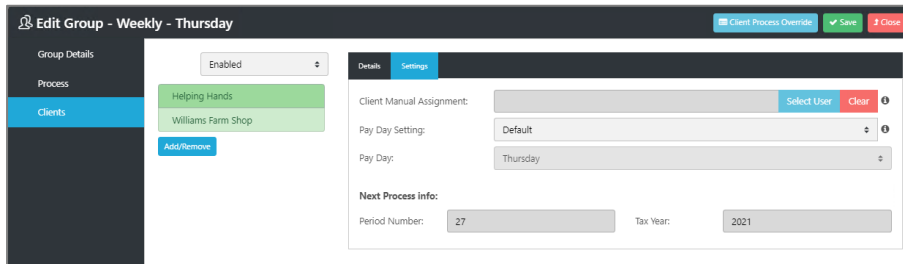 Edit Group - Weekly - Thursday
Client Process Override
Save
Close
Group Details
Process
Clients
Enabled
Helping Hands
Williams Farm Shop
Add/Remove
Details
Settings
Client Manual Assignment:
Select User
Clear
Pay Day Setting:
Default
Pay Day:
Thursday
Next Process info:
Period Number:
27
Tax Year:
2021